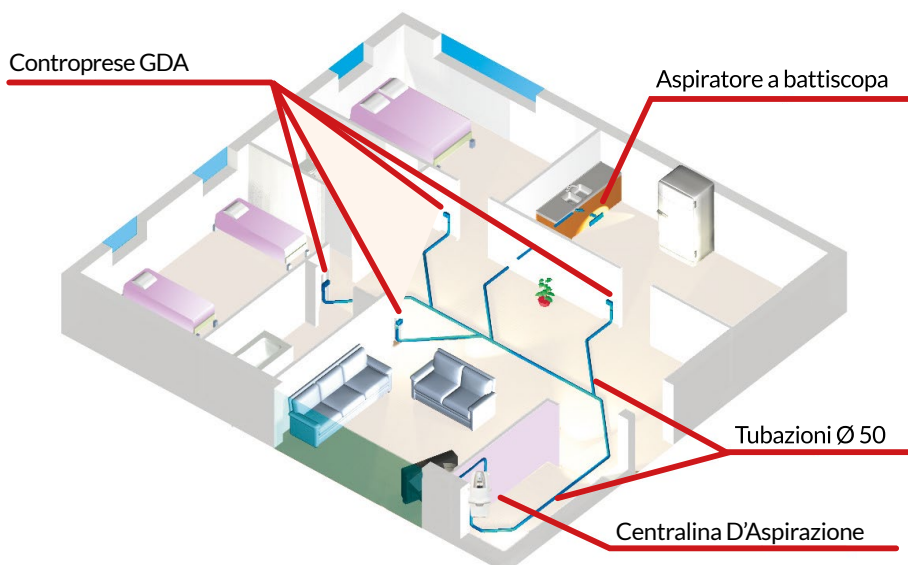 Controprese GDA
Aspiratore a battiscopa
Tubazioni Ø 50
Centralina D'Aspirazione